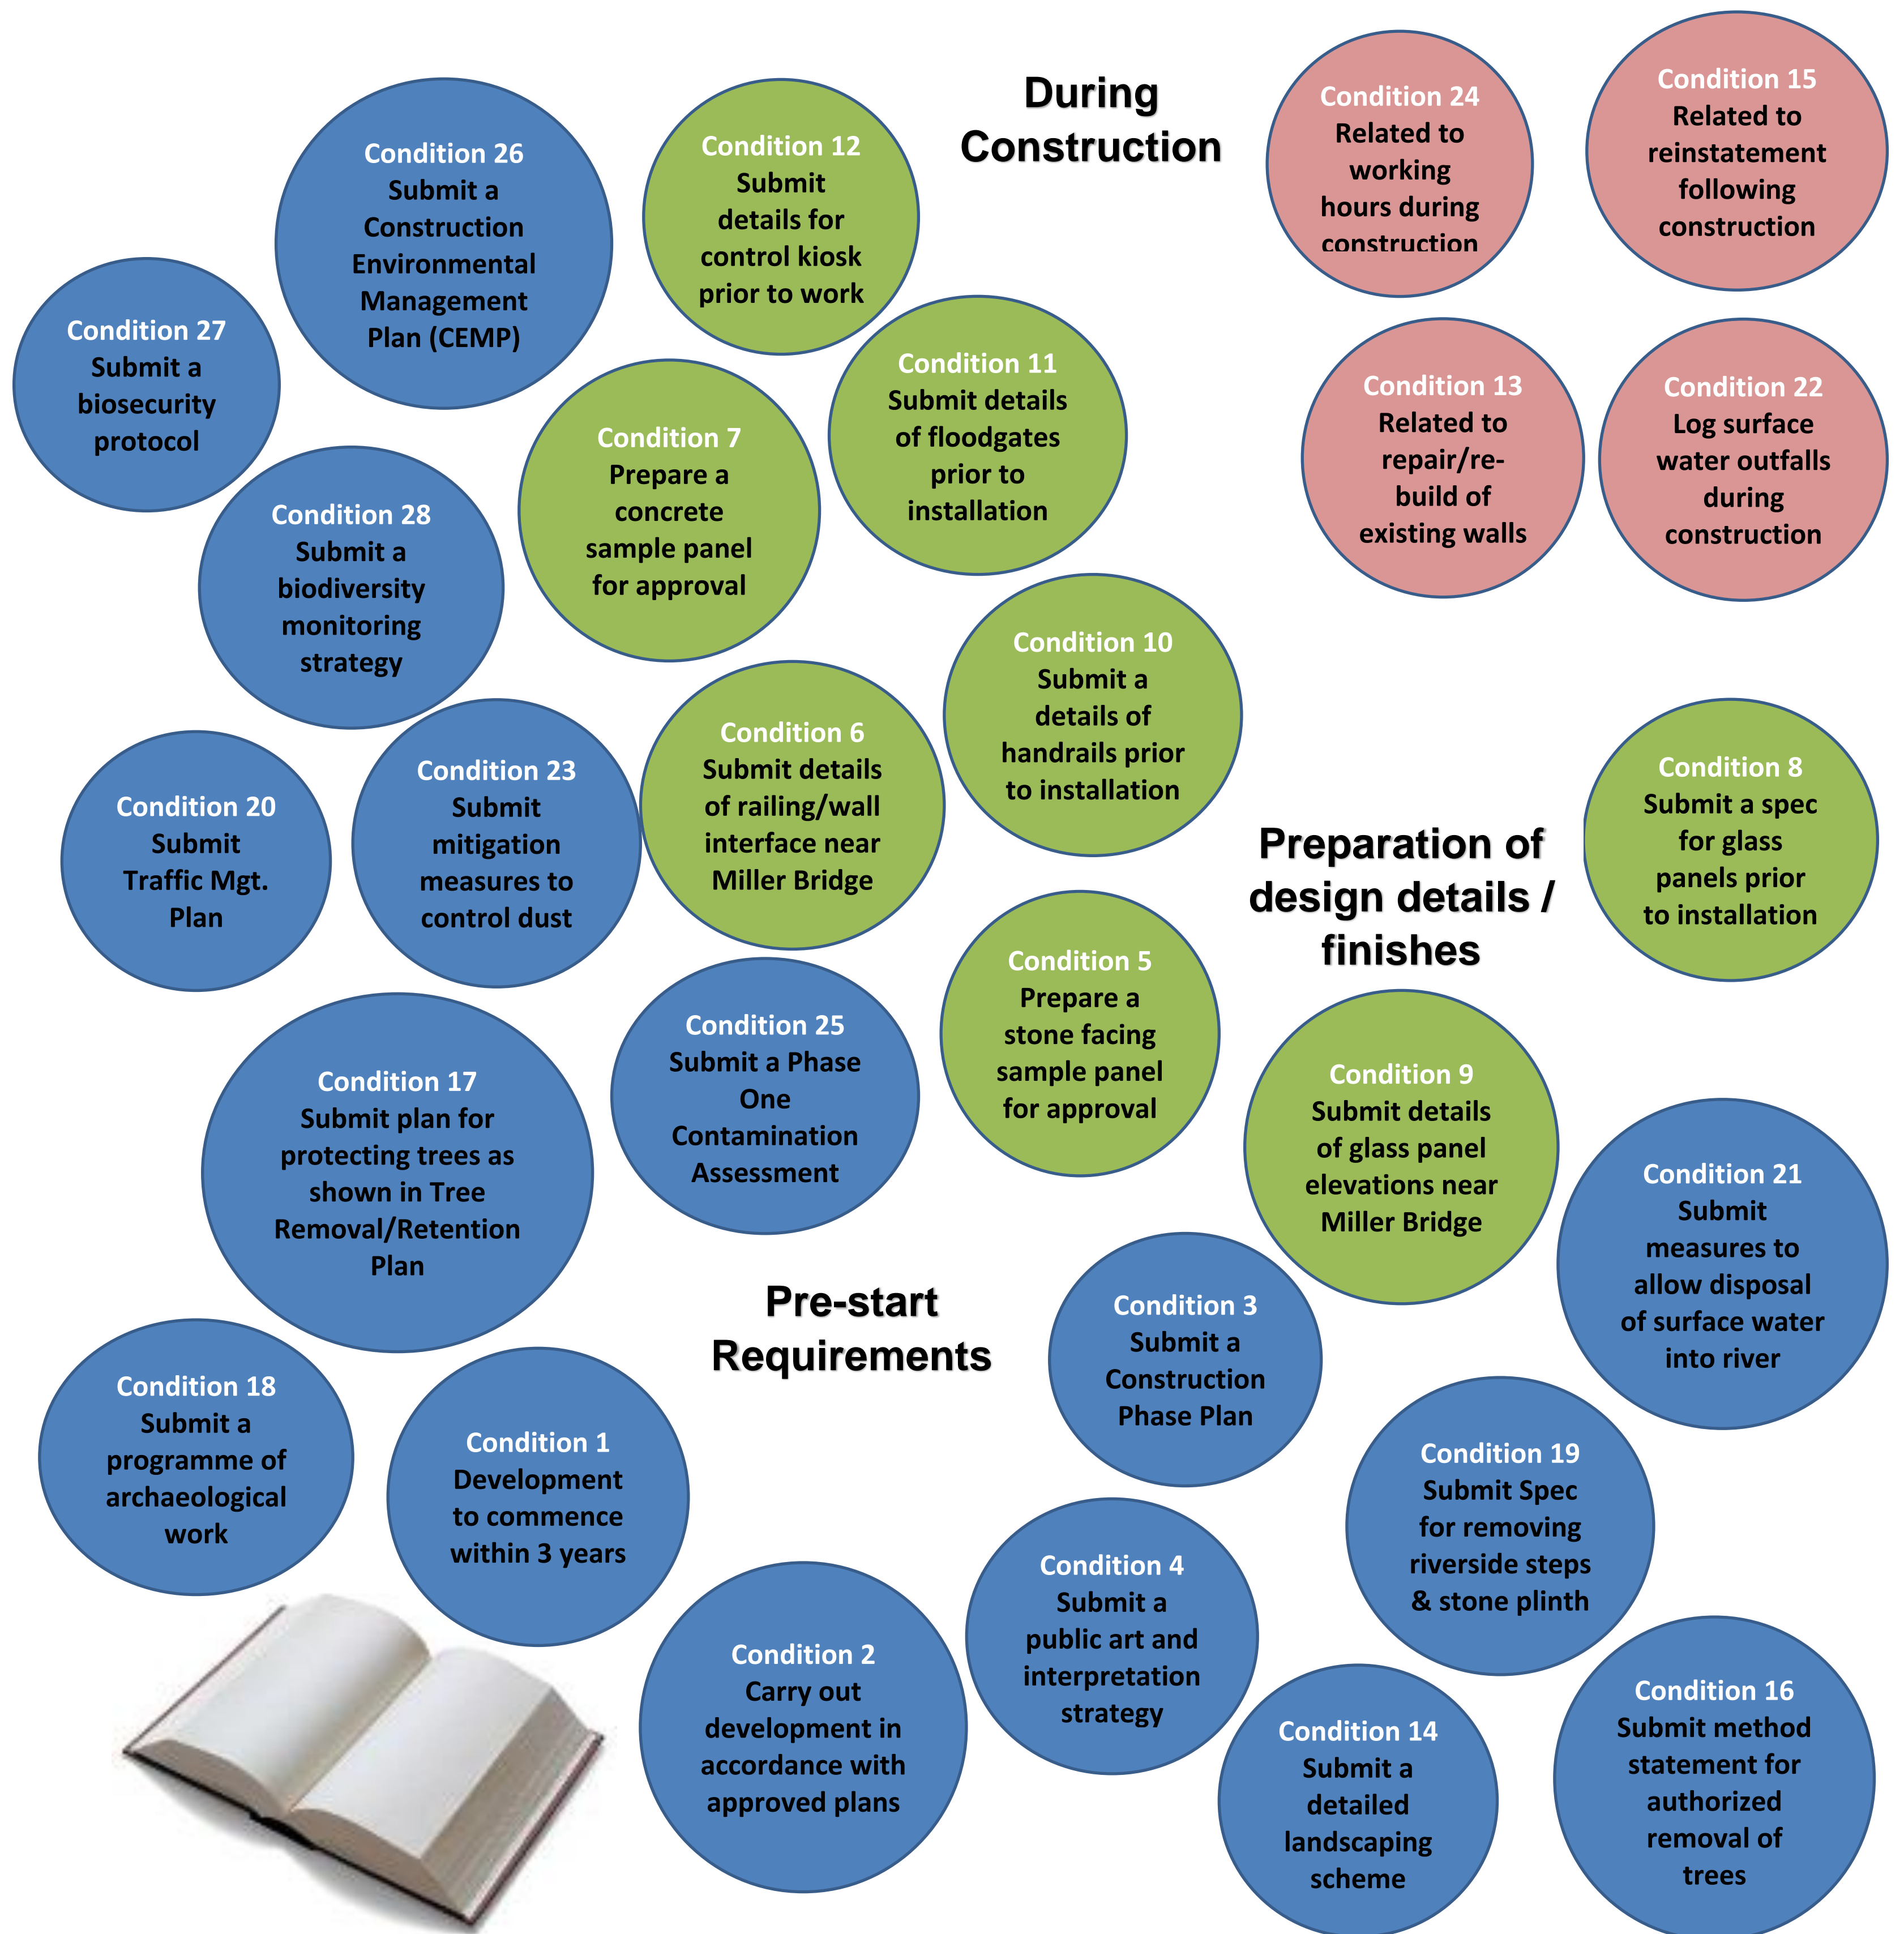 During
Construction
Condition 24
Related to
working
hours during
construction
Condition 15
Related to
reinstatement
following
construction
Condition 26
Submit a
Construction
Environmental
Management
Plan (CEMP)
Condition 12
Submit
details for
control kiosk
prior to work
Condition 27
Submit a
biosecurity
protocol
Condition 11
Submit details
of floodgates
prior to
installation
Condition 13
Related to
repair/re-
build of
existing walls
Condition 22
Log surface
water outfalls
during
construction
Condition 7
Prepare a
concrete
sample panel
for approval
Condition 28
Submit a
biodiversity
monitoring
strategy
Condition 10
Submit a
details of
handrails prior
to installation
Condition 6
Submit details
of railing/wall
interface near
Miller Bridge
Condition 23
Submit
mitigation
measures to
control dust
Condition 20
Submit
Traffic Mgt.
Plan
Condition 8
Submit a spec
for glass
panels prior
to installation
Preparation of
design details /
finishes
Condition 5
Prepare a
stone facing
sample panel
for approval
Condition 25
Submit a Phase
One
Contamination
Assessment
Condition 17
Submit plan for
protecting trees as
shown in Tree
Removal/Retention
Plan
Condition 9
Submit details
of glass panel
elevations near
Miller Bridge
Condition 21
Submit
measures to
allow disposal
of surface water
into river
Pre-start
Requirements
Condition 3
Submit a
Construction
Phase Plan
Condition 18
Submit a
programme of
archaeological
work
Condition 1
Development
to commence
within 3 years
Condition 19
Submit Spec
for removing
riverside steps
& stone plinth
Condition 4
Submit a
public art and
interpretation
strategy
Condition 2
Carry out
development in
accordance with
approved plans
Condition 14
Submit a
detailed
landscaping
scheme
Condition 16
Submit method
statement for
authorized
removal of
trees